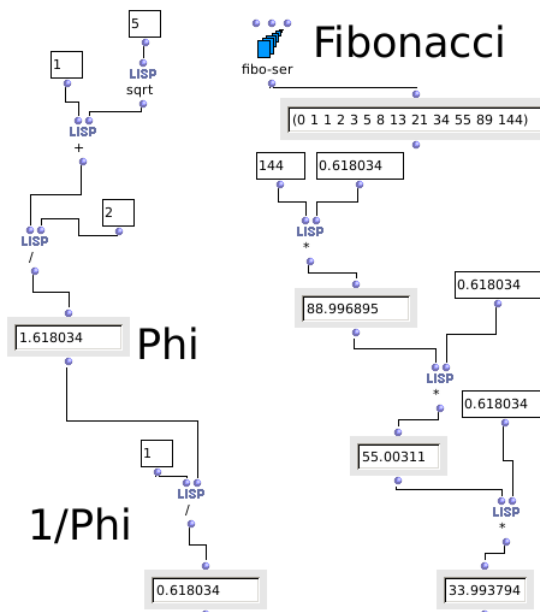 5
1
LISP
sqrt
LISP
+
2
LISP
/
1.618034
Phi
1
LISP
/
1/Phi
0.618034
Fibonacci
fibo-ser
(0 1 1 2 3 5 8 13 21 34 55 89 144)
144
0.618034
LISP
*
88.996895
0.618034
LISP
*
0.618034
55.00311
LISP
*
33.993794